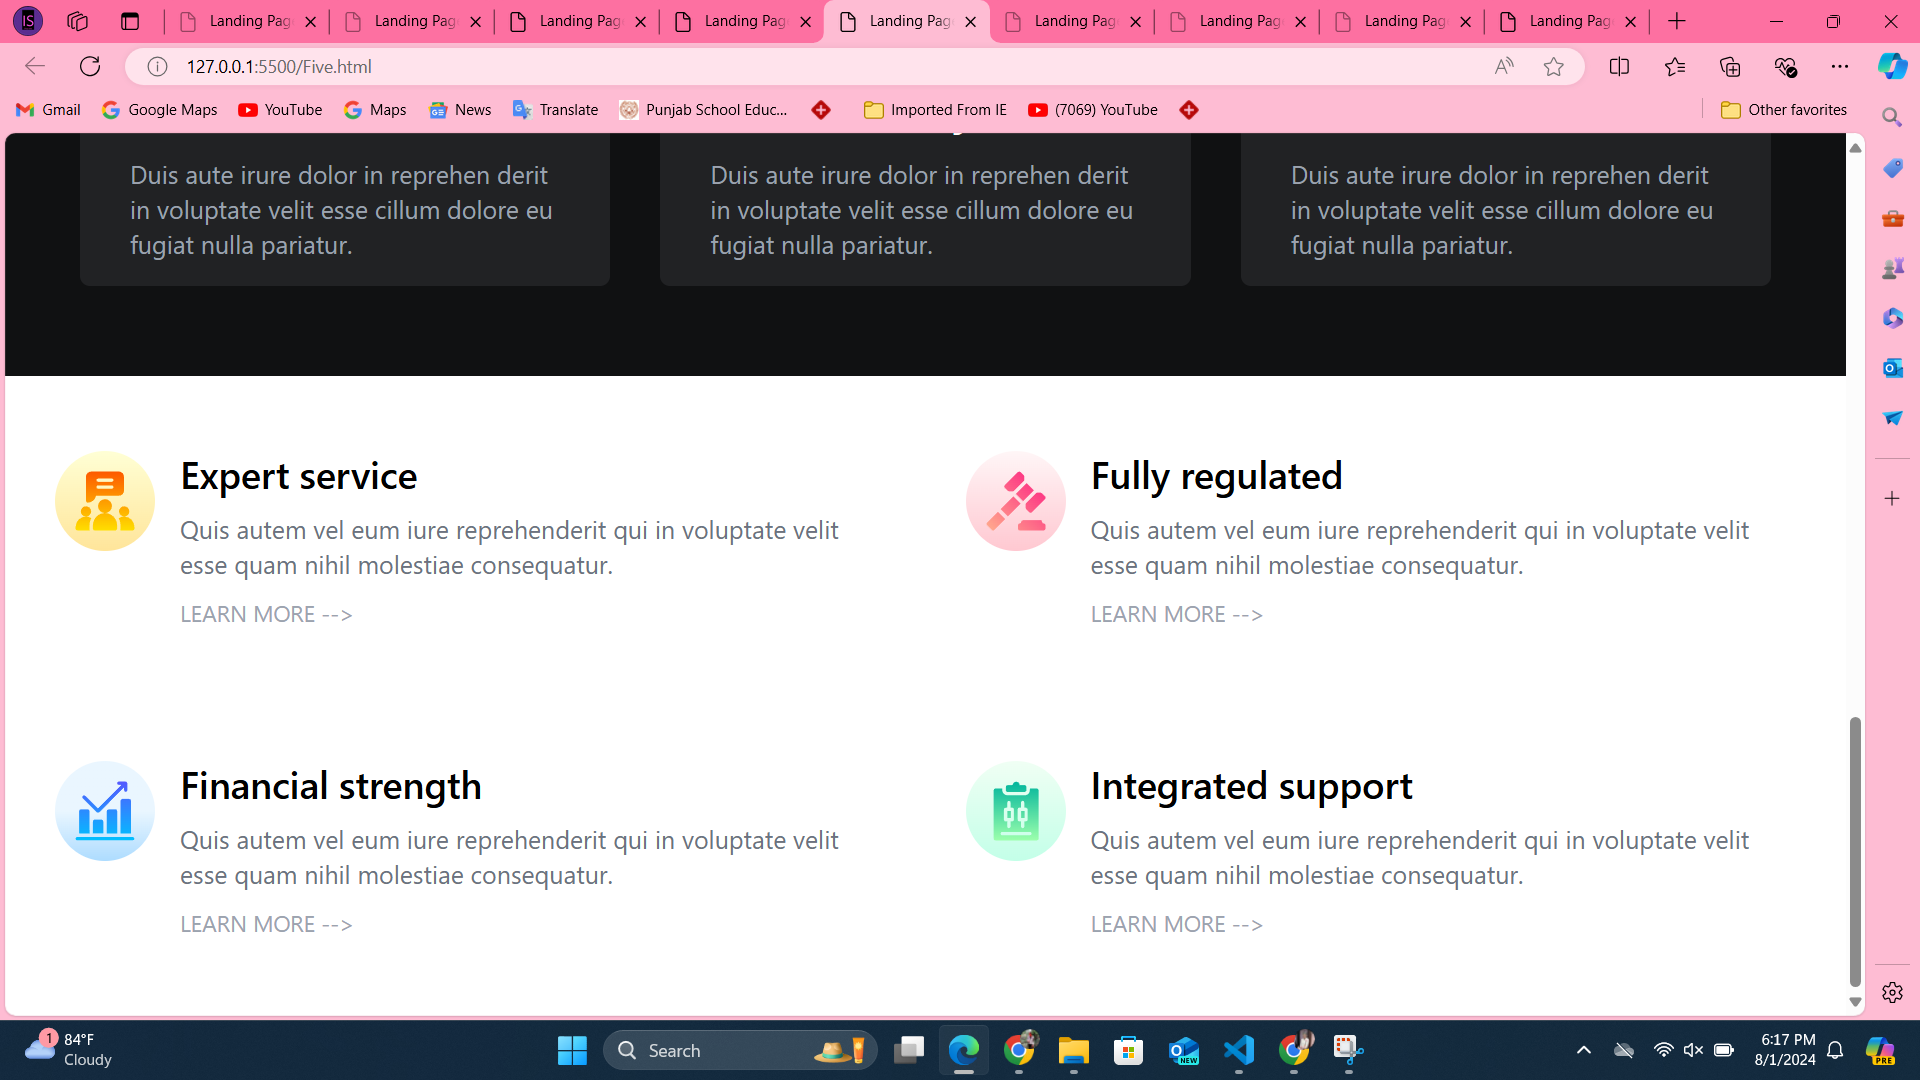 IS
Landing Pag
Landing Pag
Landing Pag
Landing Pag
Landing Pag
Landing Pag
Landing Pag
Landing Pag
Landing Pag
127.0.0.1:5500/Five.html
Gmail
Google Maps
YouTube
Maps
News
Translate
Punjab School Educ...
Imported From IE
(7069) YouTube
Other favorites
Duis aute irure dolor in reprehen derit
in voluptate velit esse cillum dolore eu
fugiat nulla pariatur.
Duis aute irure dolor in reprehen derit
in voluptate velit esse cillum dolore eu
fugiat nulla pariatur.
Duis aute irure dolor in reprehen derit
in voluptate velit esse cillum dolore eu
fugiat nulla pariatur.
Expert service
Quis autem vel eum iure reprehenderit qui in voluptate velit
esse quam nihil molestiae consequatur.
LEARN MORE -->
Fully regulated
Quis autem vel eum iure reprehenderit qui in voluptate velit
esse quam nihil molestiae consequatur.
LEARN MORE -->
Financial strength
Quis autem vel eum iure reprehenderit qui in voluptate velit
esse quam nihil molestiae consequatur.
LEARN MORE -->
Integrated support
Quis autem vel eum iure reprehenderit qui in voluptate velit
esse quam nihil molestiae consequatur.
LEARN MORE -->
1
84°F
Cloudy
Search
NEW
6:17 PM
8/1/2024
PRE